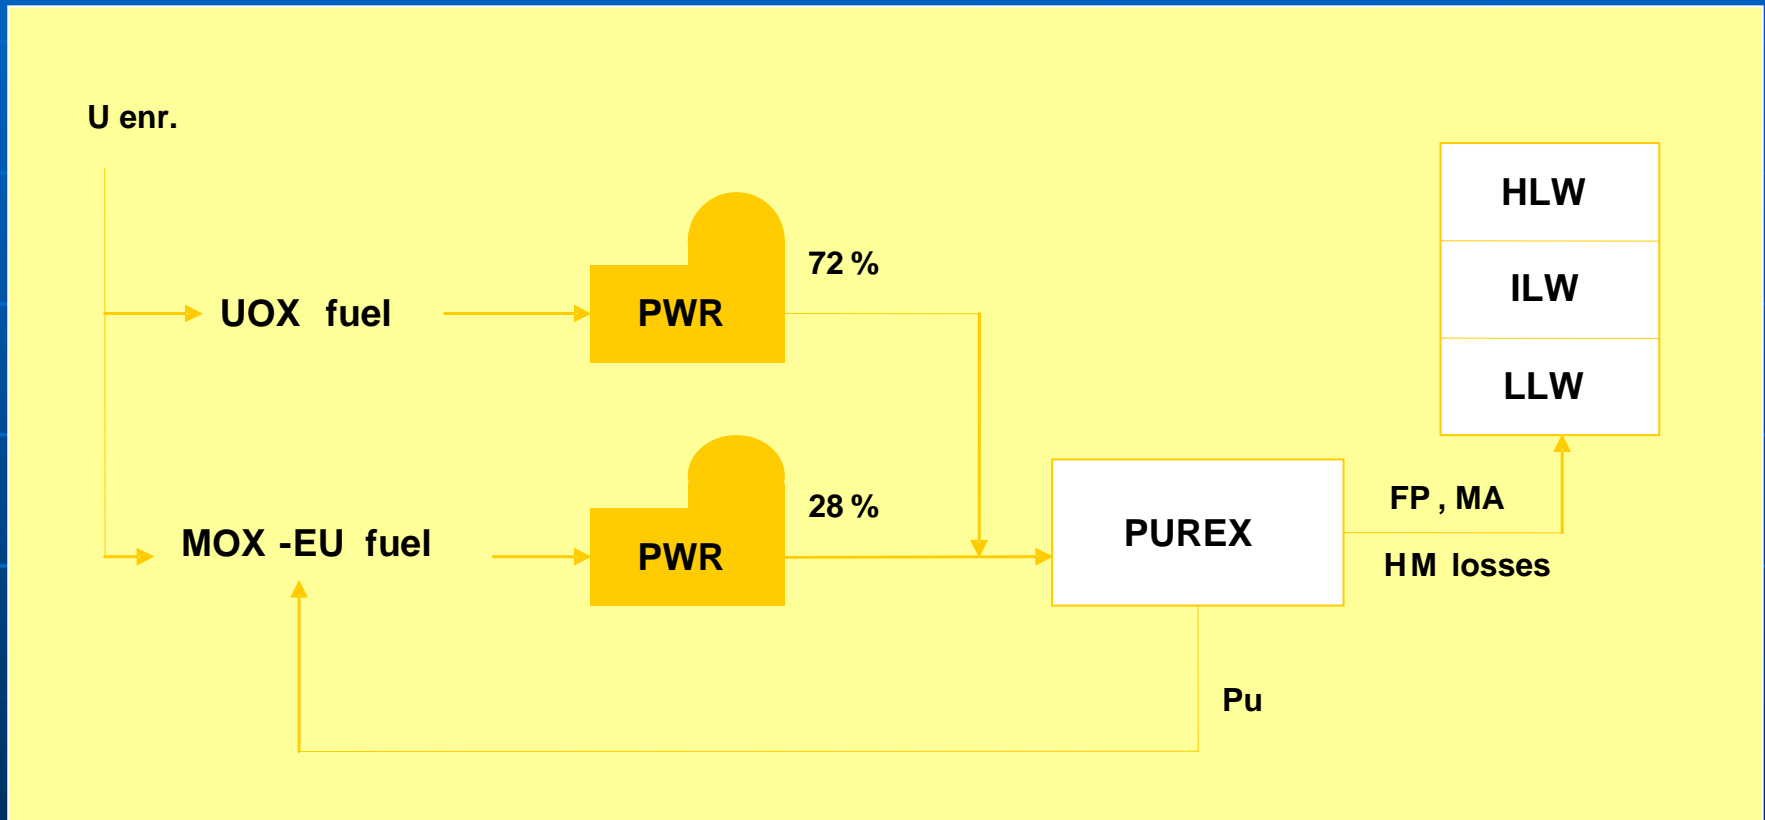 U enr.
72 %
UOX fuel
PWR
HLW
ILW
LLW
28 %
MOX -EU fuel
PWR
PUREX
FP , MA
HM losses
Pu